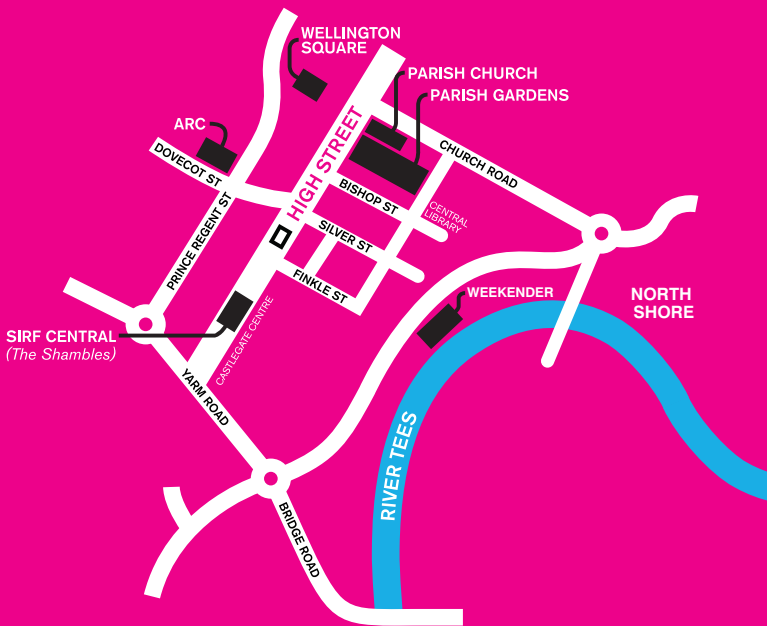 WELLINGTON
SQUARE
PARISH CHURCH
PARISH GARDENS
ARC
DOVECOT ST
HIGH STREET
CHURCH ROAD
BISHOP ST
CENTRAL
LIBRARY
PRINCE REGENT ST
SILVER ST
FINKLE ST
WEEKENDER
NORTH
SHORE
SIRF CENTRAL
(The Shambles)
CASTLEGATE CENTRE
YARM ROAD
RIVER TEES
BRIDGE ROAD